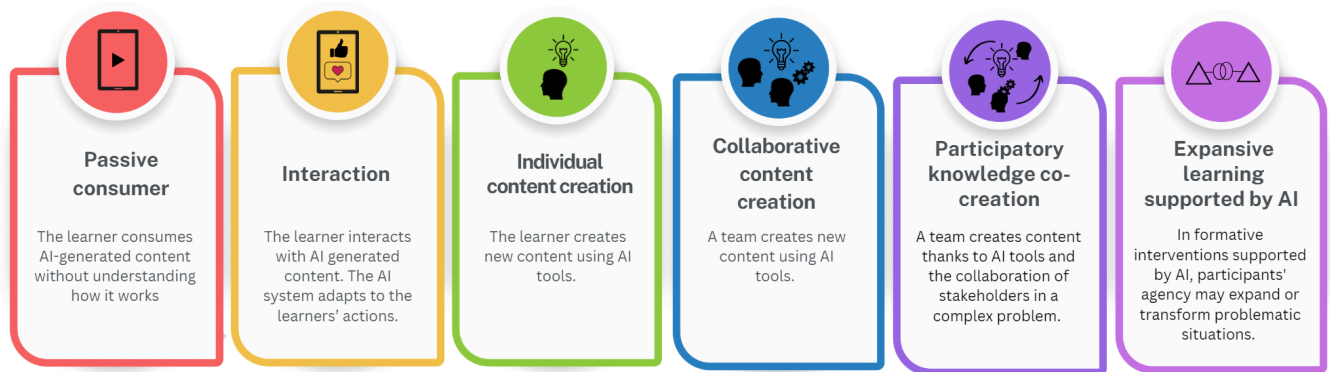 Passive
consumer
The learner consumes
AI-generated content
without understanding
how it works
Interaction
The learner interacts
with AI generated
content. The AI
system adapts to the
learners’ actions.
Individual
content creation
The learner creates
new content using AI
tools.
Collaborative
content
creation
A team creates new
content using AI
tools.
Participatory
knowledge co-
creation
A team creates content
thanks to AI tools and
the collaboration of
stakeholders in a
complex problem.
Expansive
learning
supported by AI
In formative
interventions supported
by AI, participants'
agency may expand or
transform problematic
situations.